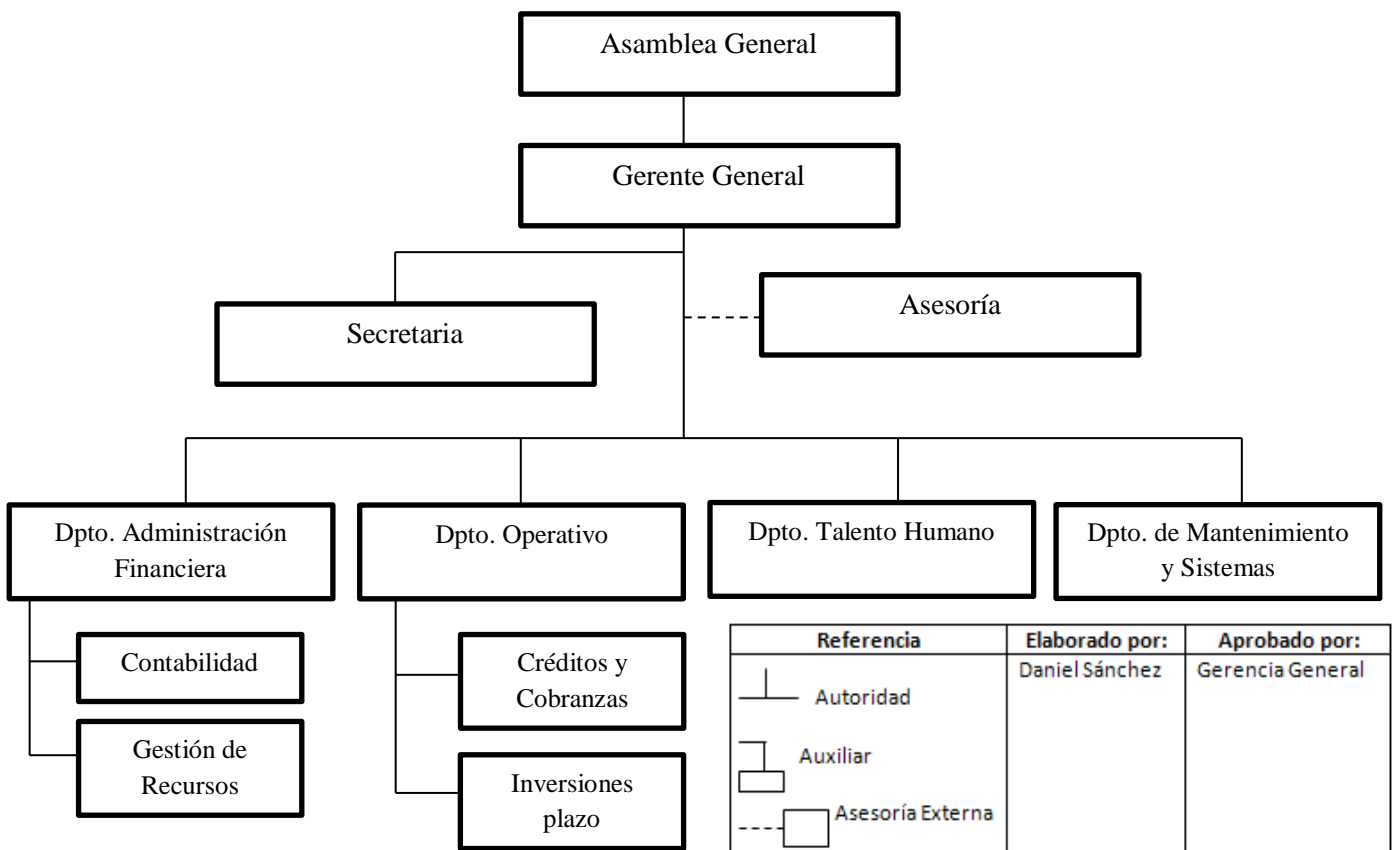 Asamblea General
Gerente General
Secretaria
Asesoría
Dpto. Administración
Financiera
Dpto. Operativo
Dpto. Talento Humano
Dpto. de Mantenimiento
y Sistemas
Contabilidad
Gestión de
Recursos
Créditos y
Cobranzas
Inversiones
plazo
Referencia
Elaborado por:
Aprobado por:
Daniel Sánchez
Gerencia General
Autoridad
Auxiliar
Asesoría Externa